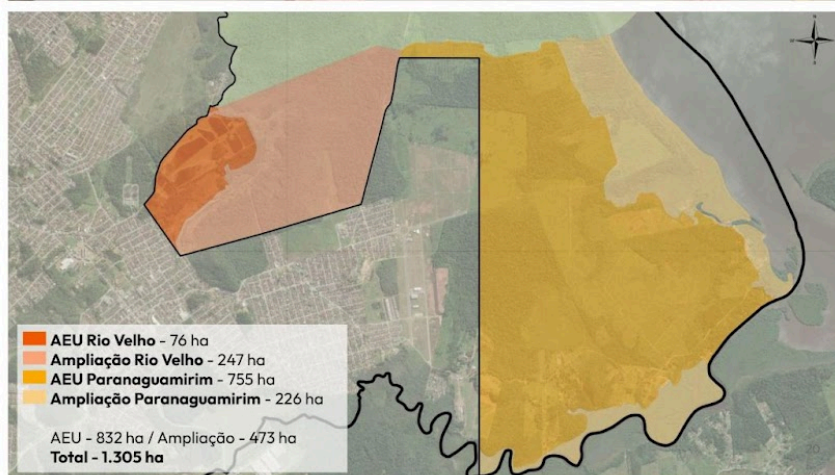 AEU Rio Velho - 76 ha
Ampliação Rio Velho - 247 ha
AEU Paranaguamirim - 755 ha
Ampliação Paranaguamirim - 226 ha
AEU - 832 ha / Ampliação - 473 ha
Total - 1.305 ha
20